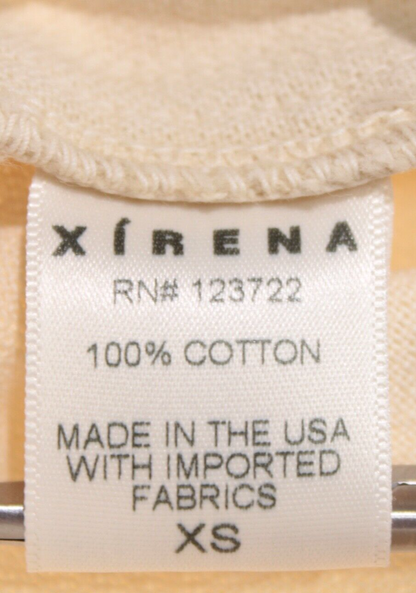 XÍRENA
RN# 123722
100% COTTON
MADE IN THE USA
WITH IMPORTED
FABRICS
XS